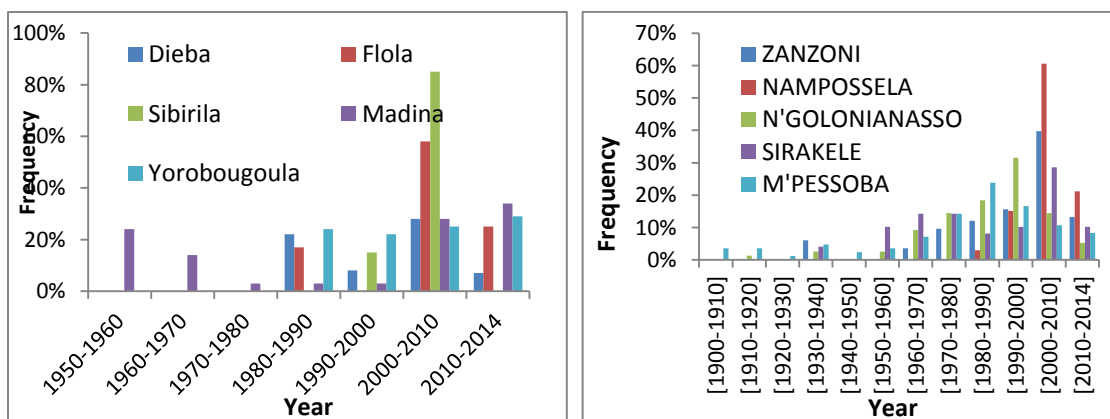 100%
80%
60%
40%
20%
0%
Frequency
Dieba
Flola
Sibirila
Madina
Yorobougoula
1950-1960
1960-1970
1970-1980
1980-1990
1990-2000
2000-2010
2010-2014
Year
70%
60%
50%
40%
30%
20%
10%
0%
Frequency
ZANZONI
NAMPOSSELA
N'GOLONIANASSO
SIRAKELE
M'PESSOBA
[1900-1910]
[1910-1920]
[1920-1930]
[1930-1940]
[1940-1950]
[1950-1960]
[1960-1970]
[1970-1980]
[1980-1990]
[1990-2000]
[2000-2010]
[2010-2014]
Year